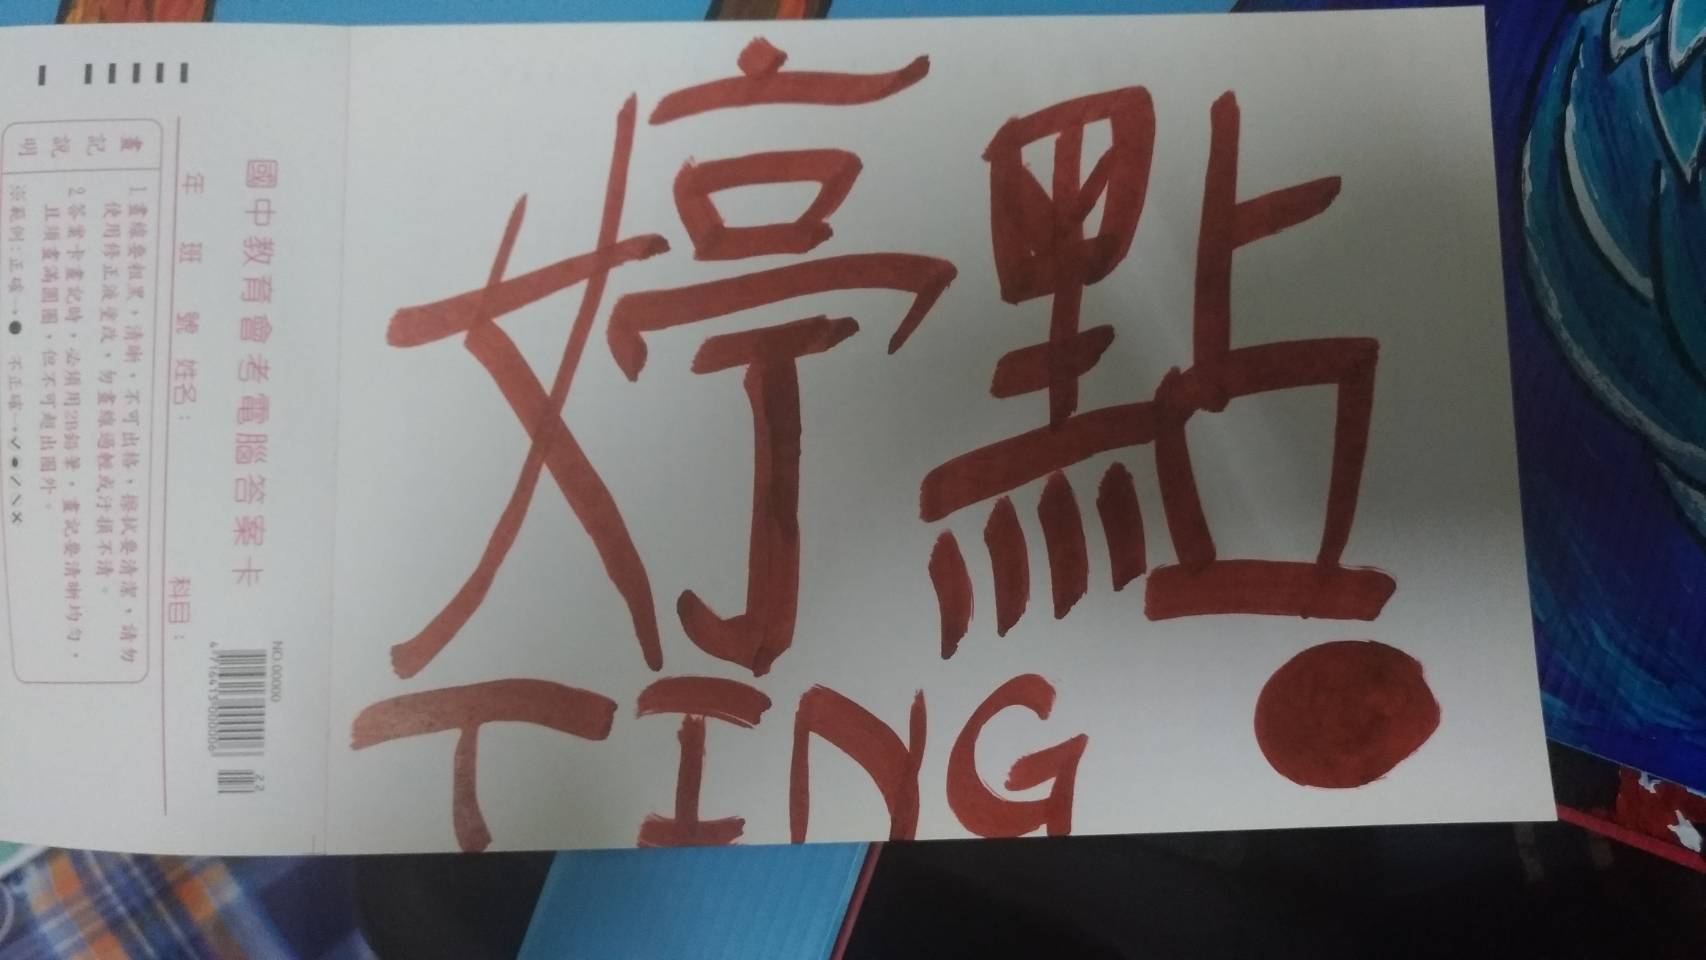 婷點
TING
國中教育會考電腦答案卡
年 班 號 姓名： 科目：
畫記說明
1.畫線要粗黑，清晰，不可出格，擦拭要清潔，請勿
使用修正液塗改，勿畫線過輕或汙損不清。
2.答案卡畫記時，必須用2B鉛筆，畫記要清晰均勻，
且須畫滿圓圈，但不可超出圈外。
※範例:正確→● 不正確→
NO.00000
4716413000006
22